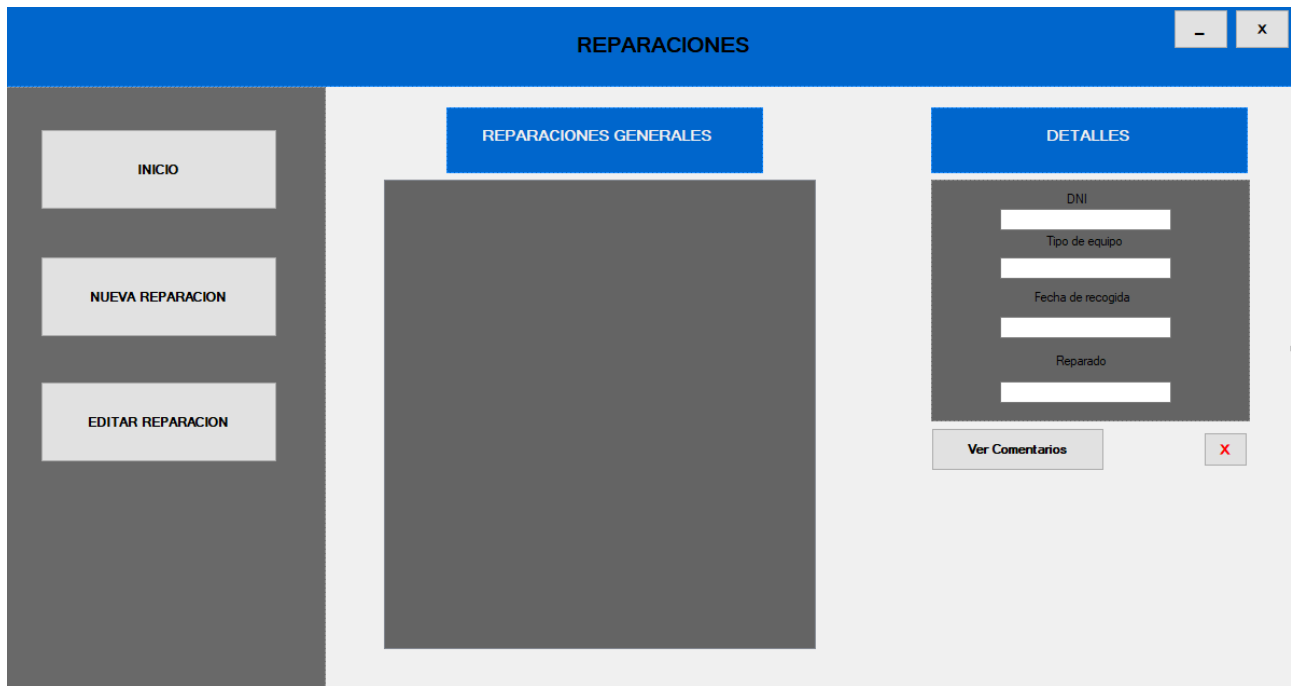 REPARACIONES
_
X
INICIO
NUEVA REPARACION
EDITAR REPARACION
REPARACIONES GENERALES
DETALLES
DNI
Tipo de equipo
Fecha de recogida
Reparado
Ver Comentarios
X